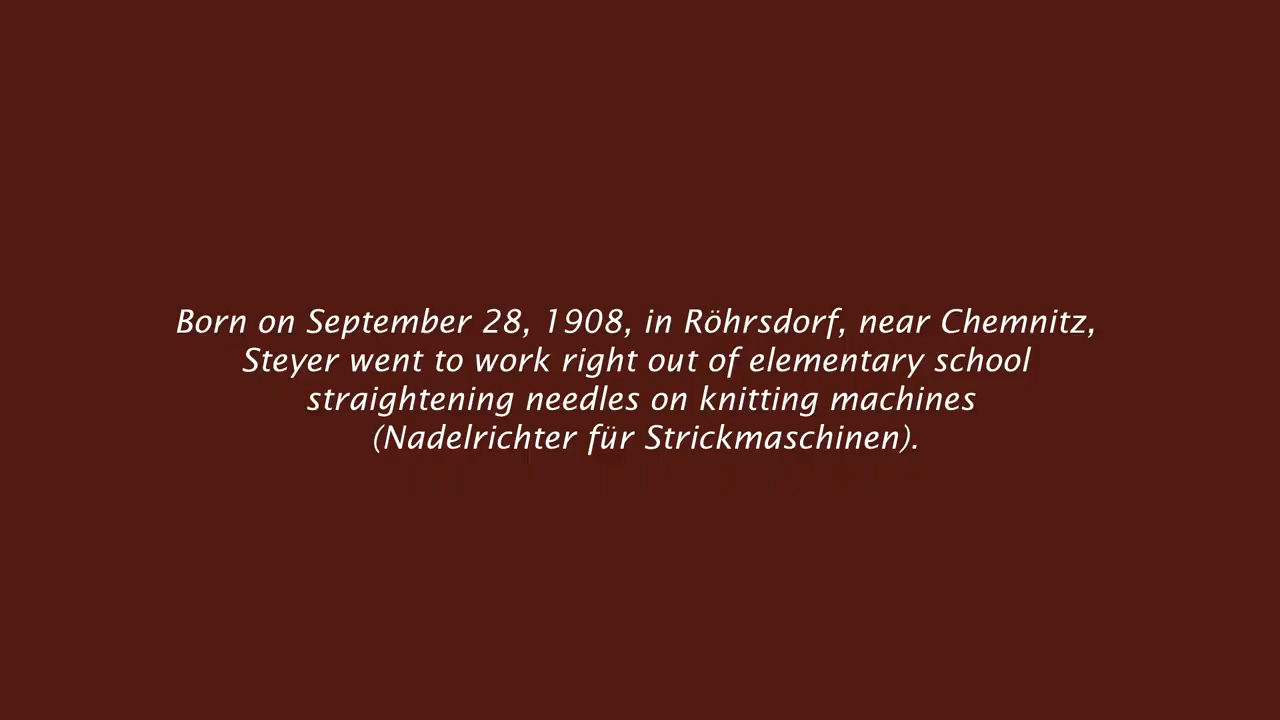 Born on September 28, 1908, in Röhrsdorf, near Chemnitz,
Steyer went to work right out of elementary school
straightening needles on knitting machines
(Nadelrichter für Strickmaschinen).